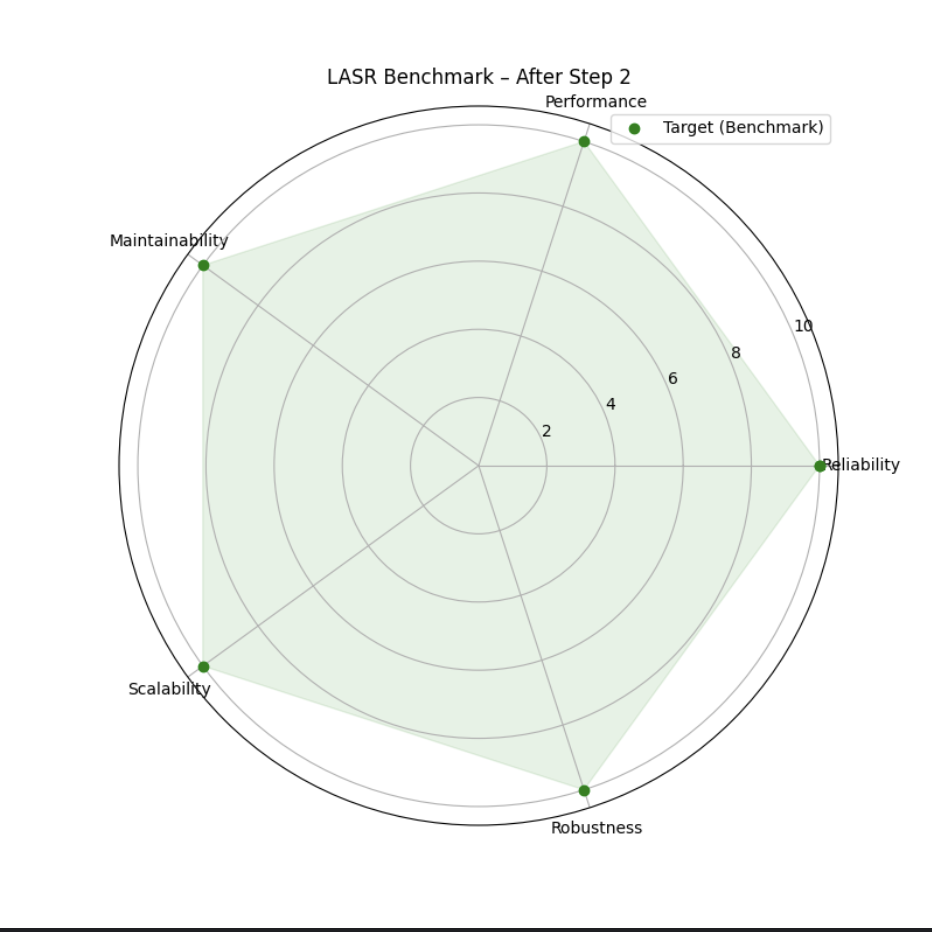 LASR Benchmark – After Step 2
Performance
Target (Benchmark)
Maintainability
10
8
6
4
2
Reliability
Scalability
Robustness